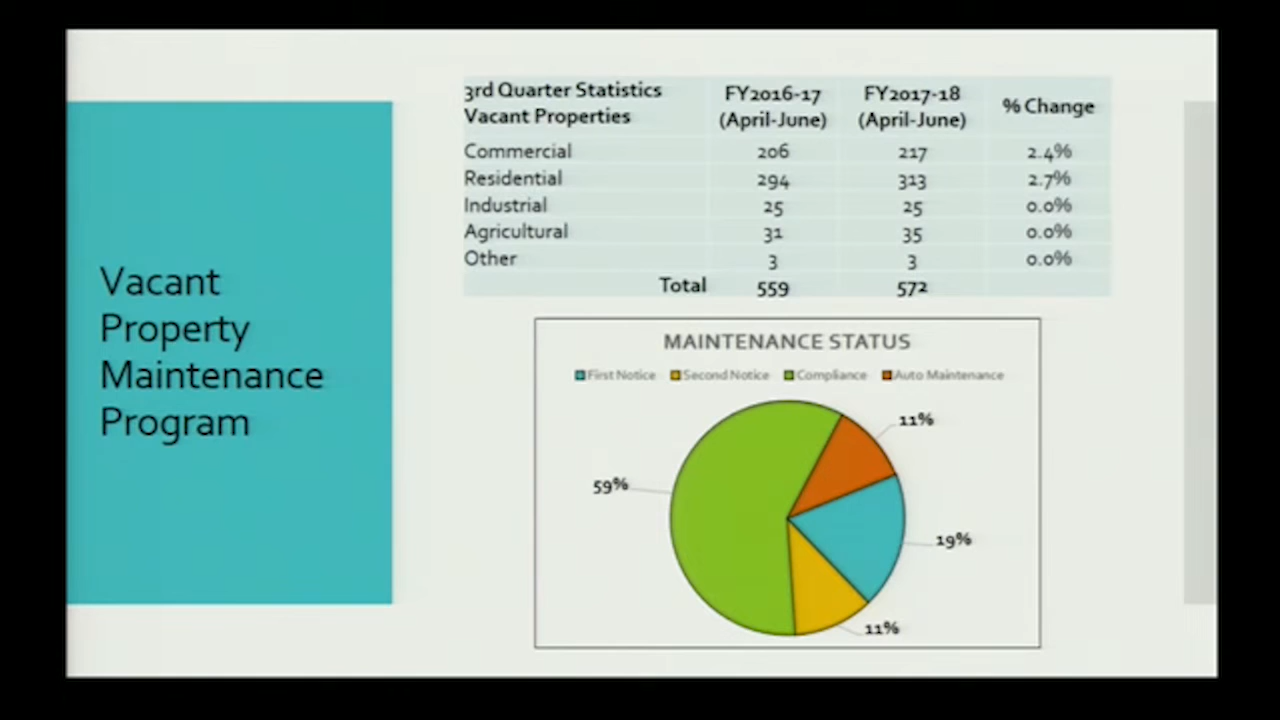 Vacant
Property
Maintenance
Program
3rd Quarter Statistics
Vacant Properties
FY2016-17
(April-June)
FY2017-18
(April-June)
% Change
Commercial 206 217 2.4%
Residential 294 313 2.7%
Industrial 25 25 0.0%
Agricultural 31 35 0.0%
Other 3 3 0.0%
Total 559 572
MAINTENANCE STATUS
First Notice Second Notice Compliance Auto Maintenance
11%
59%
19%
11%